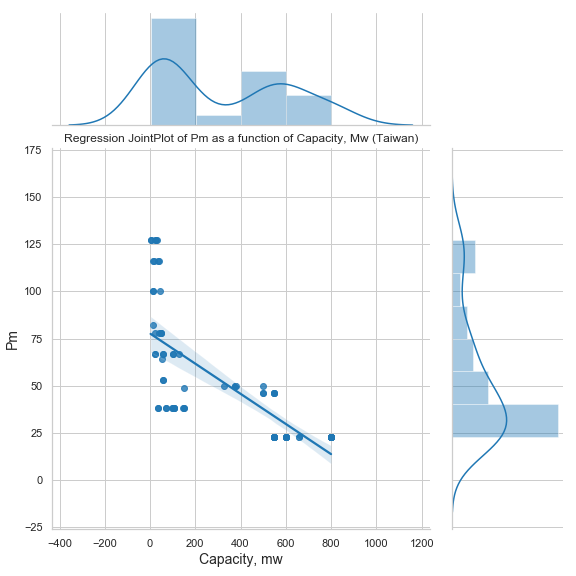 Regression JointPlot of Pm as a function of Capacity, Mw (Taiwan)
175
150
125
100
75
50
25
0
−25
Pm
−400 −200 0 200 400 600 800 1000 1200
Capacity, mw